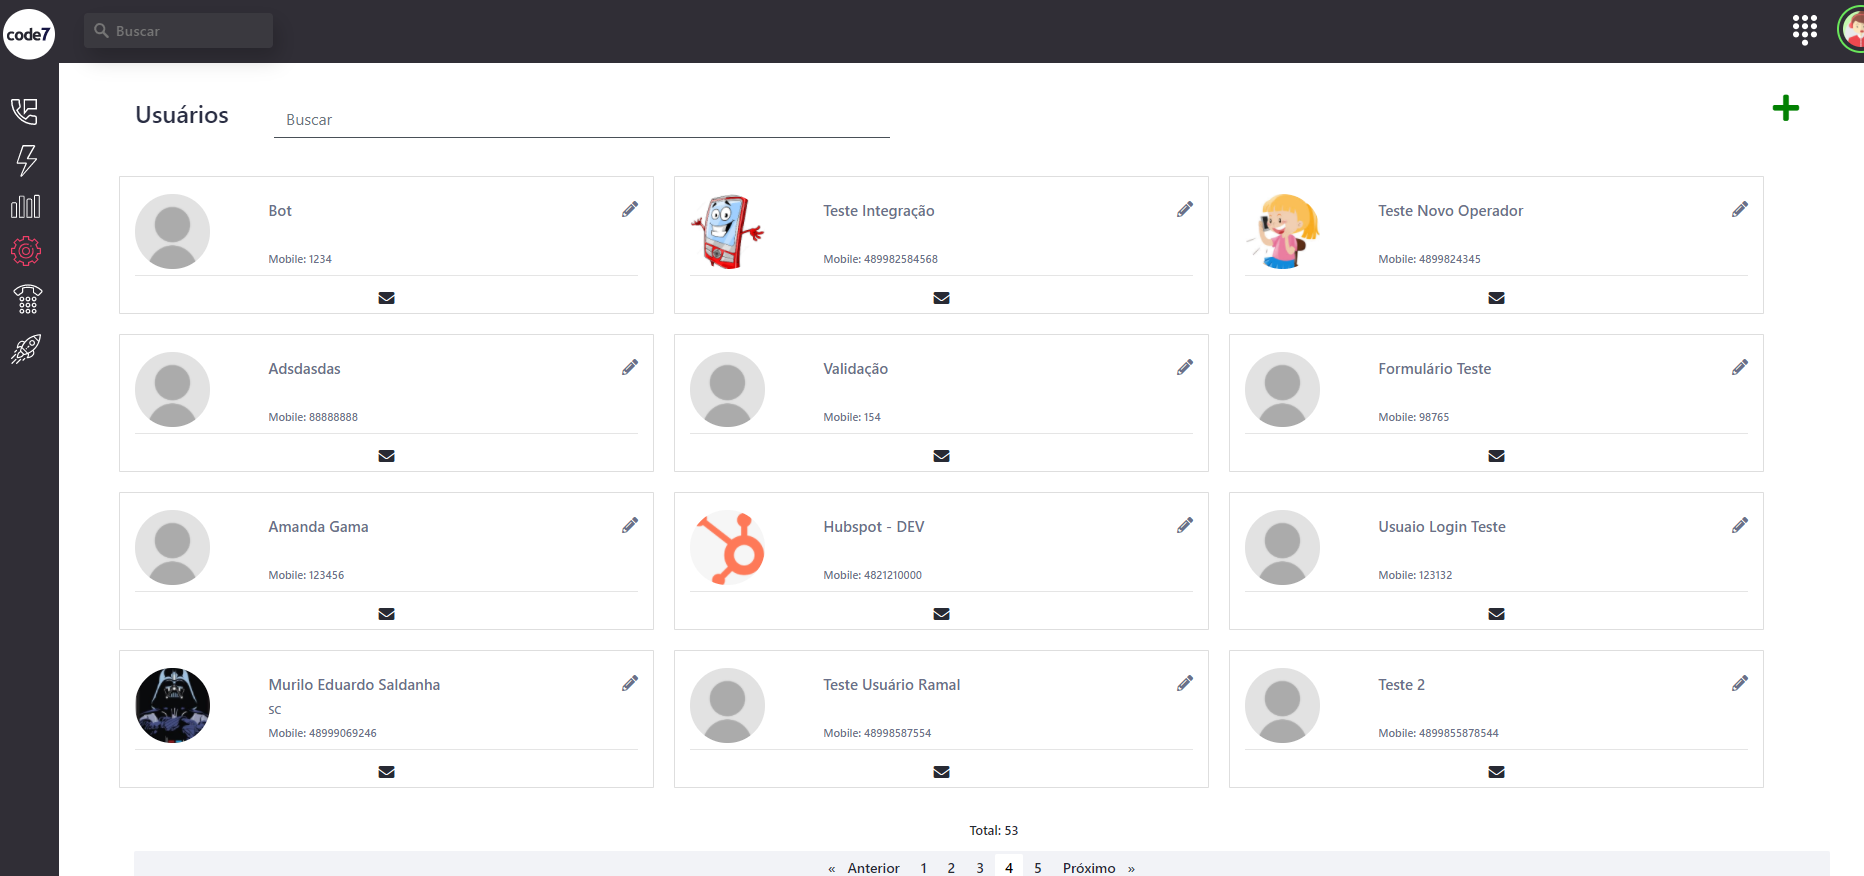 code7
Buscar
Usuários
Buscar
Bot
Mobile: 1234
Teste Integração
Mobile: 489982584568
Teste Novo Operador
Mobile: 4899824345
Adsdasdas
Mobile: 88888888
Validação
Mobile: 154
Formulário Teste
Mobile: 98765
Amanda Gama
Mobile: 123456
Hubspot - DEV
Mobile: 4821210000
Usuaio Login Teste
Mobile: 123132
Murilo Eduardo Saldanha
SC
Mobile: 48999069246
Teste Usuário Ramal
Mobile: 48998587554
Teste 2
Mobile: 4899855878544
Total: 53
« Anterior 1 2 3 4 5 Próximo »